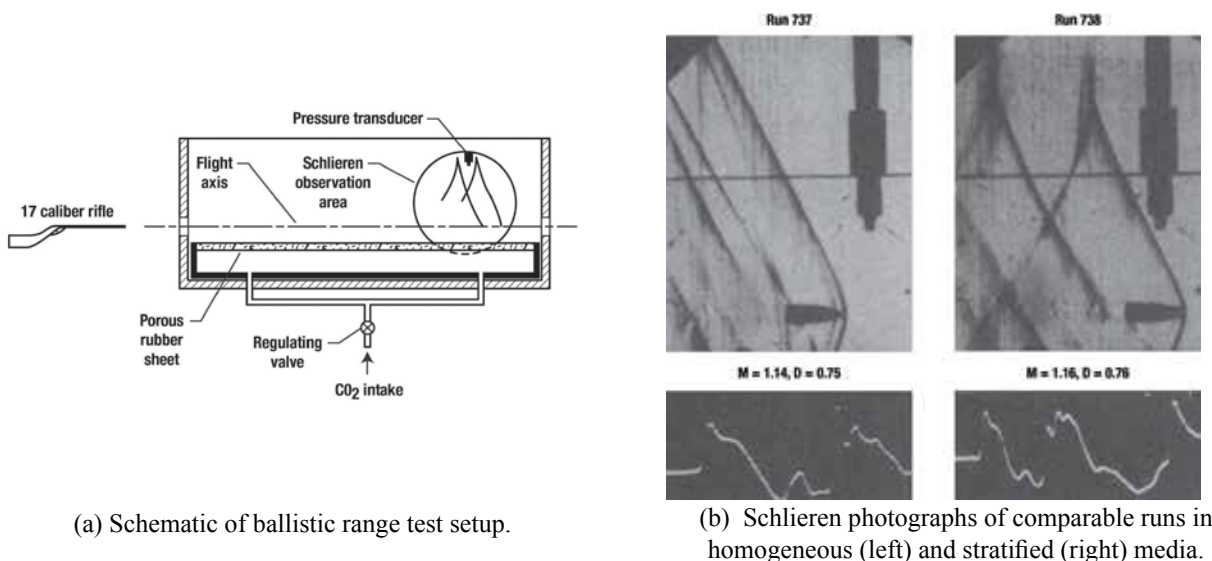 Pressure transducer
Flight
axis
Schlieren
observation
area
17 caliber rifle
Porous
rubber
sheet
Regulating
valve
CO2 intake
(a) Schematic of ballistic range test setup.
Run 737
Run 738
M = 1.14, D = 0.75
M = 1.16, D = 0.76
(b) Schlieren photographs of comparable runs in
homogeneous (left) and stratified (right) media.